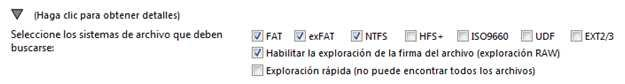 (Haga clic para obtener detalles)
Seleccione los sistemas de archivo que deben buscarse:
FAT exFAT NTFS HFS+ ISO9660 UDF EXT2/3
Habilitar la exploración de la firma del archivo (exploración RAW)
Exploración rápida (no puede encontrar todos los archivos)